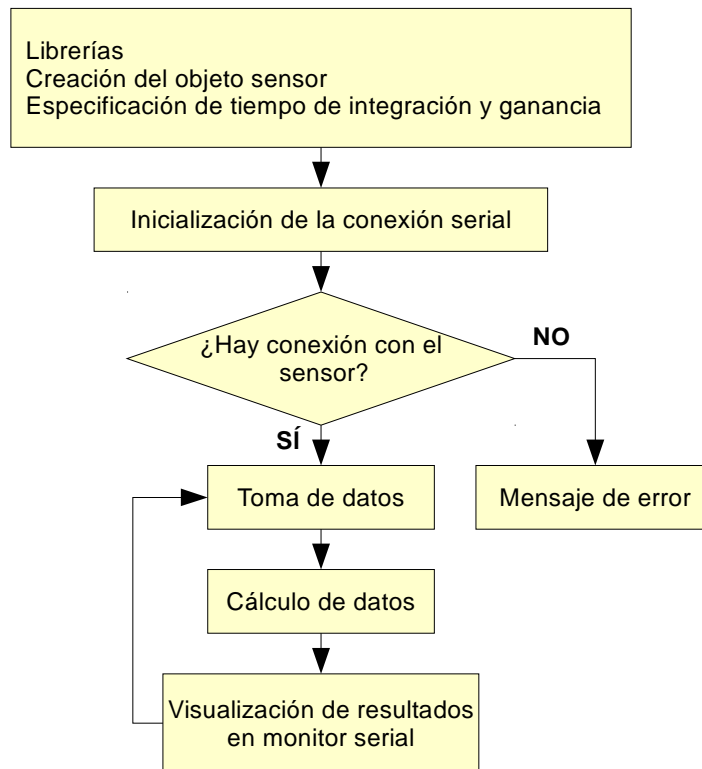 Librerías
Creación del objeto sensor
Especificación de tiempo de integración y ganancia
Inicialización de la conexión serial
¿Hay conexión con el
sensor?
NO
SÍ
Toma de datos
Mensaje de error
Cálculo de datos
Visualización de resultados
en monitor serial